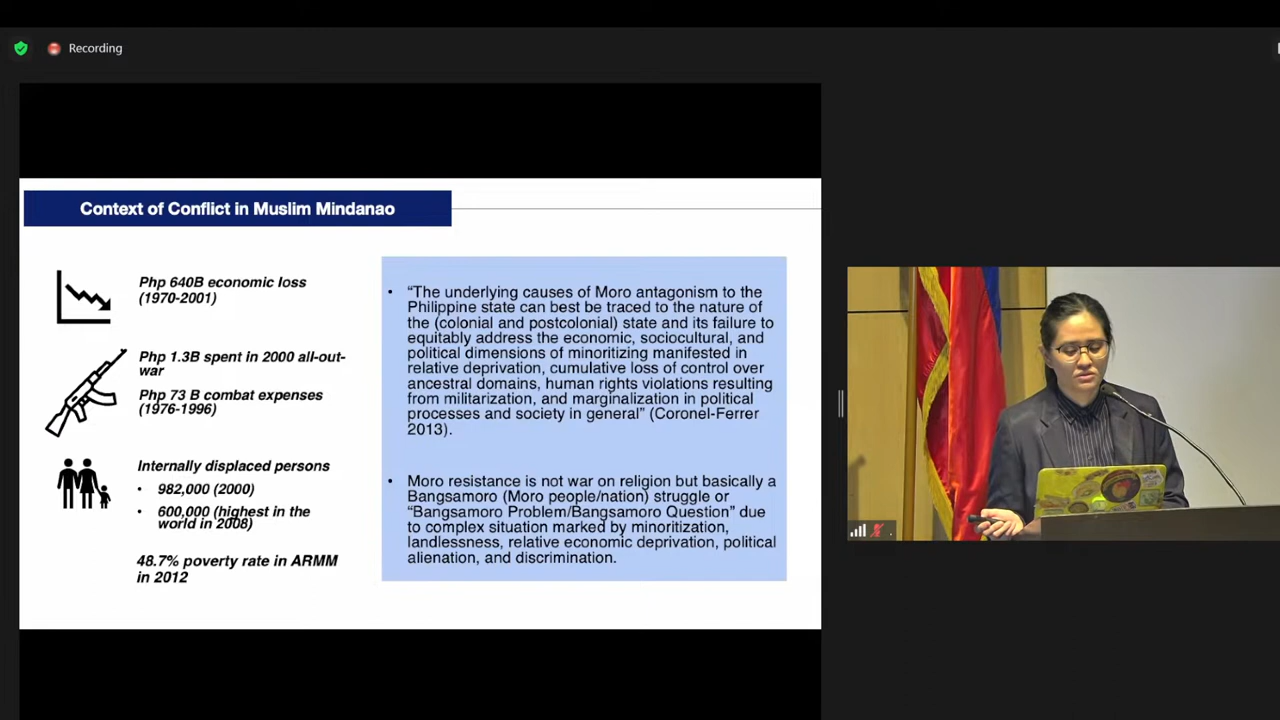 Recording
Context of Conflict in Muslim Mindanao
Php 640B economic loss
(1970-2001)
Php 1.3B spent in 2000 all-out-
war
Php 73 B combat expenses
(1976-1996)
Internally displaced persons
• 982,000 (2000)
• 600,000 (highest in the
world in 2008)
48.7% poverty rate in ARMM
in 2012
• “The underlying causes of Moro antagonism to the
Philippine state can best be traced to the nature of
the (colonial and postcolonial) state and its failure to
equitably address the economic, sociocultural, and
political dimensions of minoritizing manifested in
relative deprivation, cumulative loss of control over
ancestral domains, human rights violations resulting
from militarization, and marginalization in political
processes and society in general” (Coronel-Ferrer
2013).
• Moro resistance is not war on religion but basically a
Bangsamoro (Moro people/nation) struggle or
“Bangsamoro Problem/Bangsamoro Question” due
to complex situation marked by minoritization,
landlessness, relative economic deprivation, political
alienation, and discrimination.